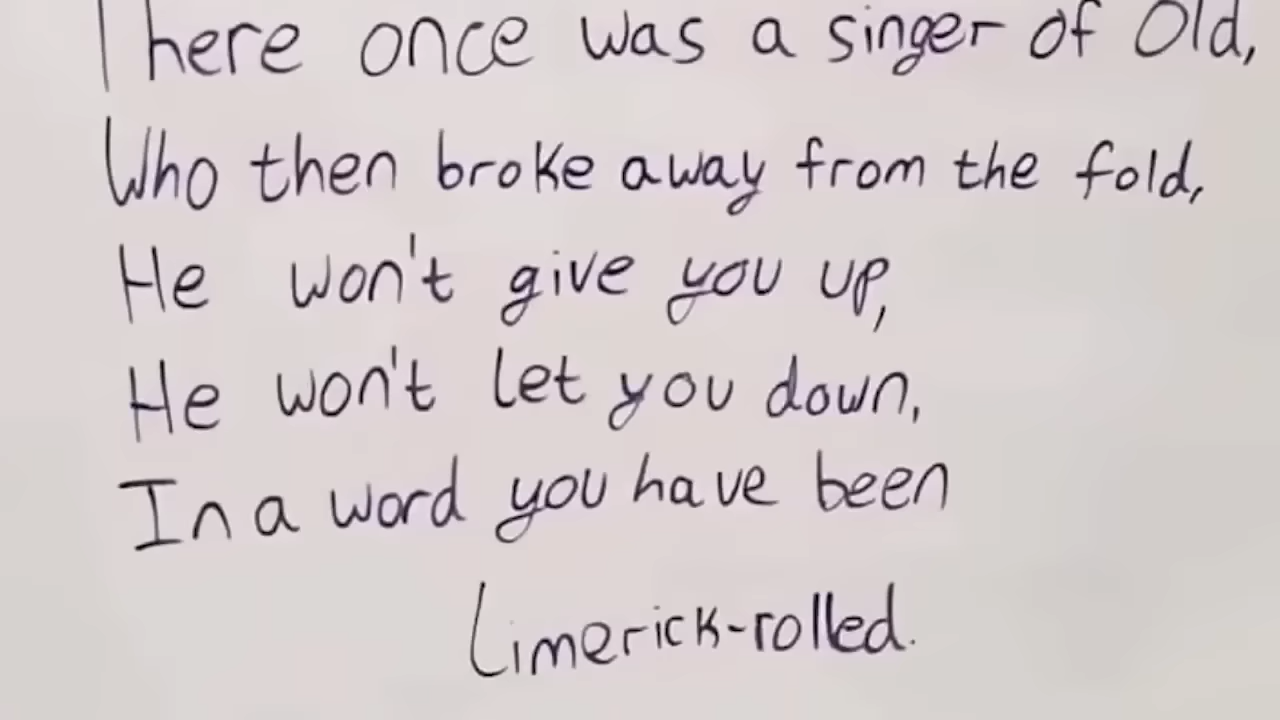 There once was a singer of Old,
Who then broke away from the fold,
He won't give you up,
He won't let you down,
In a word you have been
Limerick-rolled.